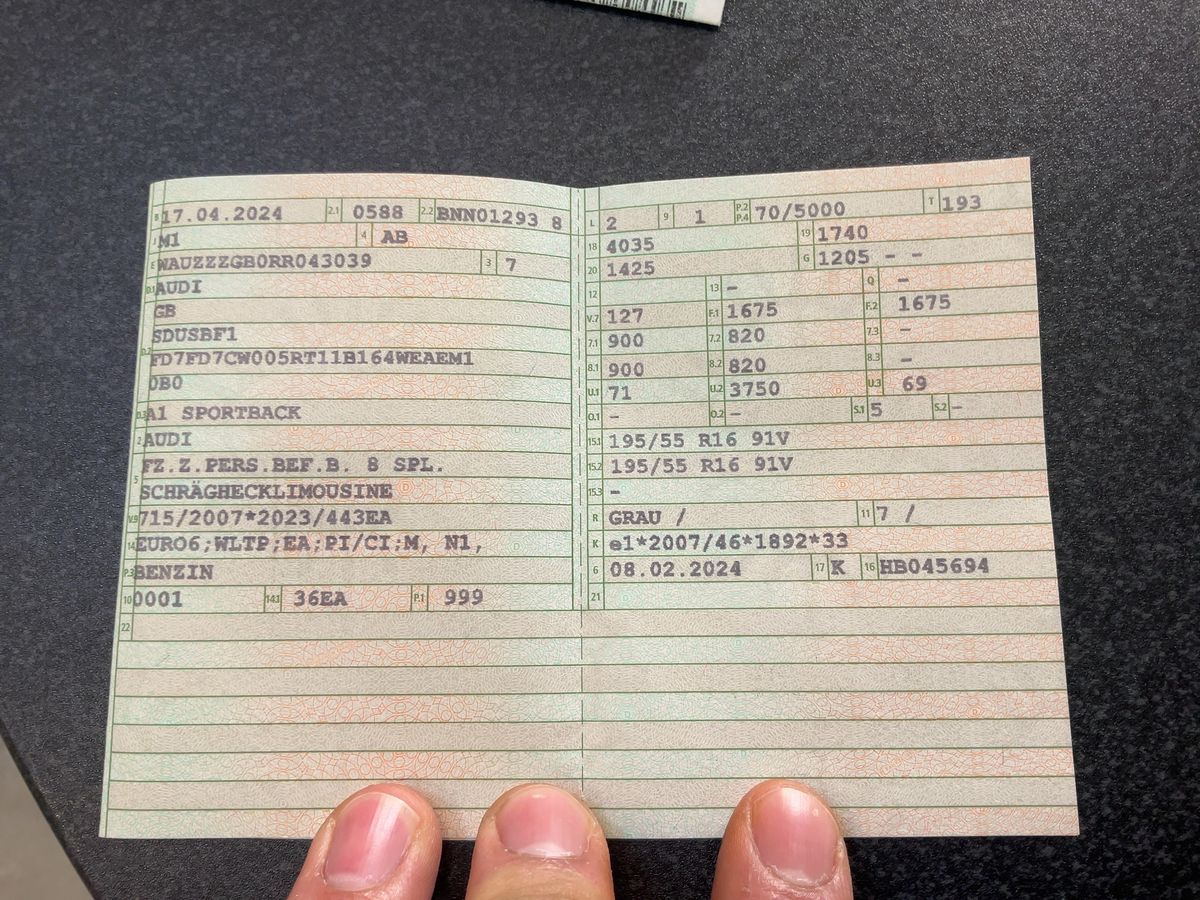 B 17.04.2024 2.1 0588 2.2 BNN01293 8
J M1 4 AB
E WAUZZZGB0RR043039 3 7
D.1 AUDI
GB
D.2 SDUSBF1
FD7FD7CW005RT11B164WEAEM1
0B0
D.3 A1 SPORTBACK
2 AUDI
5 FZ.Z.PERS.BEF.B. 8 SPL.
SCHRÄGHECKLIMOUSINE
V.9 715/2007*2023/443EA
14 EURO6;WLTP;EA;PI/CI;M, N1,
P.3 BENZIN
10 0001 14.1 36EA P.1 999
22
L 2 9 1 P.2 P.4 70/5000 T 193
18 4035 19 1740
20 1425 G 1205 - -
12 13 - Q -
V.7 127 F.1 1675 F.2 1675
7.1 900 7.2 820 7.3 -
8.1 900 8.2 820 8.3 -
U.1 71 U.2 3750 U.3 69
O.1 - O.2 - S.1 5 S.2 -
15.1 195/55 R16 91V
15.2 195/55 R16 91V
15.3 -
R GRAU / 11 7 /
K e1*2007/46*1892*33
6 08.02.2024 17 K 16 HB045694
21